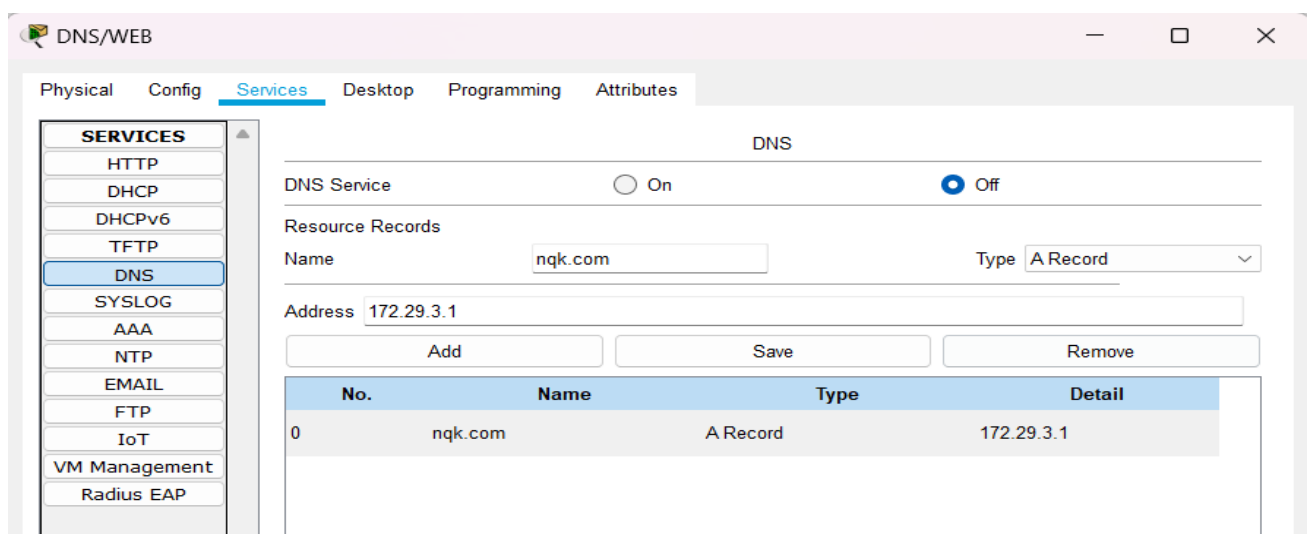 DNS/WEB
Physical Config Services Desktop Programming Attributes
SERVICES
HTTP
DHCP
DHCPv6
TFTP
DNS
SYSLOG
AAA
NTP
EMAIL
FTP
IoT
VM Management
Radius EAP
DNS
DNS Service On Off
Resource Records
Name nqk.com Type A Record
Address 172.29.3.1
Add Save Remove
No. Name Type Detail
0 nqk.com A Record 172.29.3.1